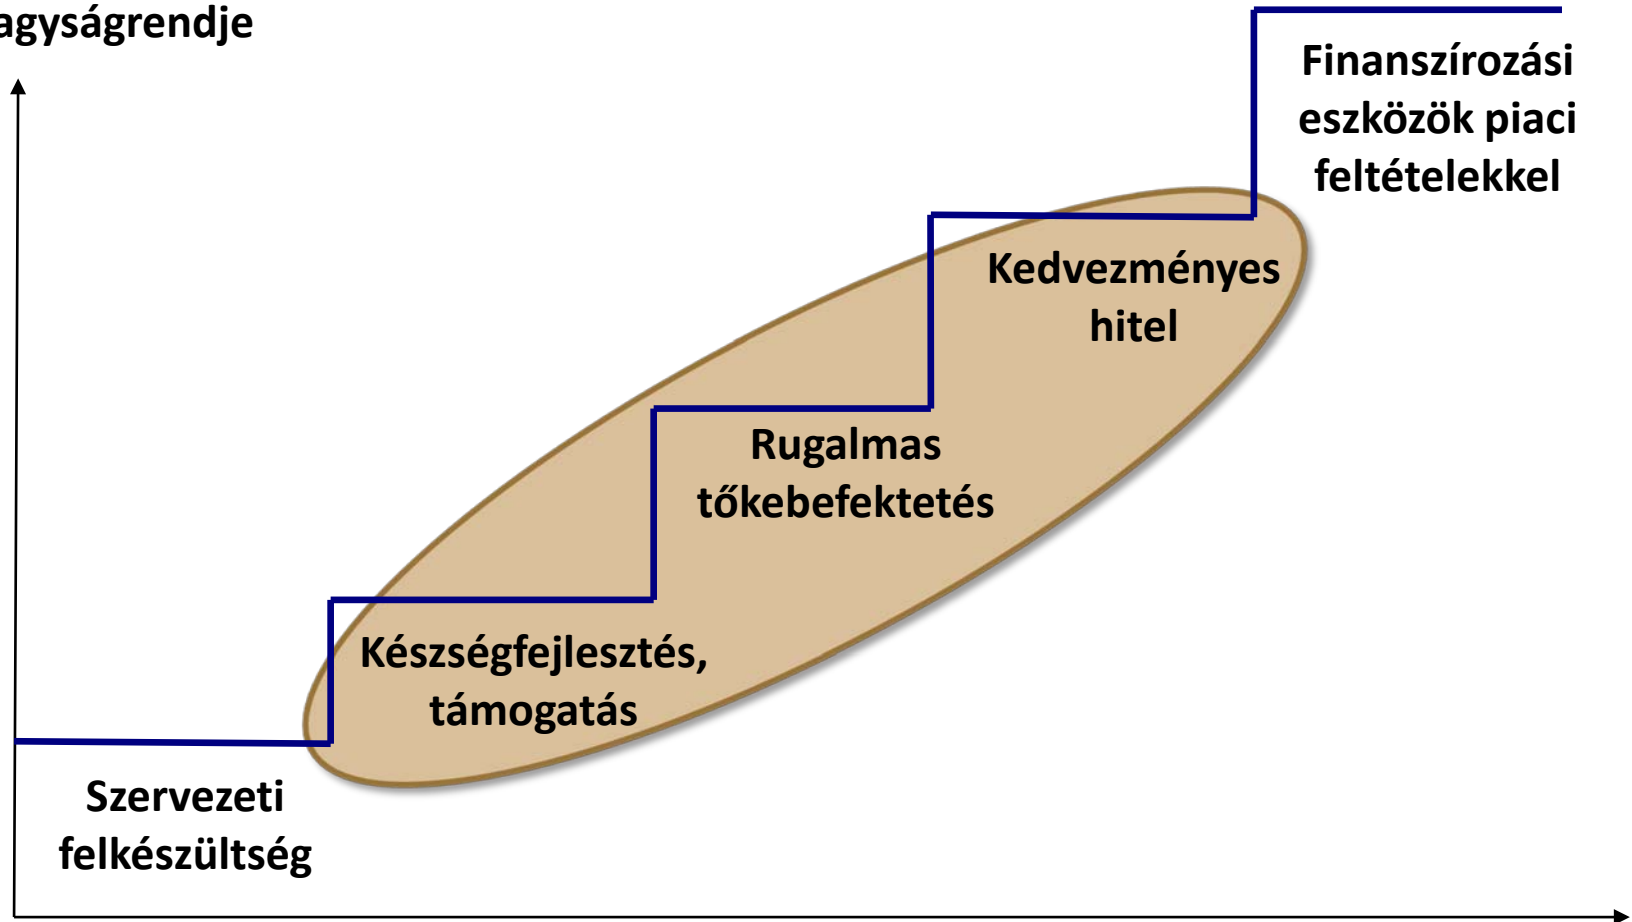 agyságrendje
Finanszírozási
eszközök piaci
feltételekkel
Kedvezményes
hitel
Rugalmas
tőkebefektetés
Készségfejlesztés,
támogatás
Szervezeti
felkészültség